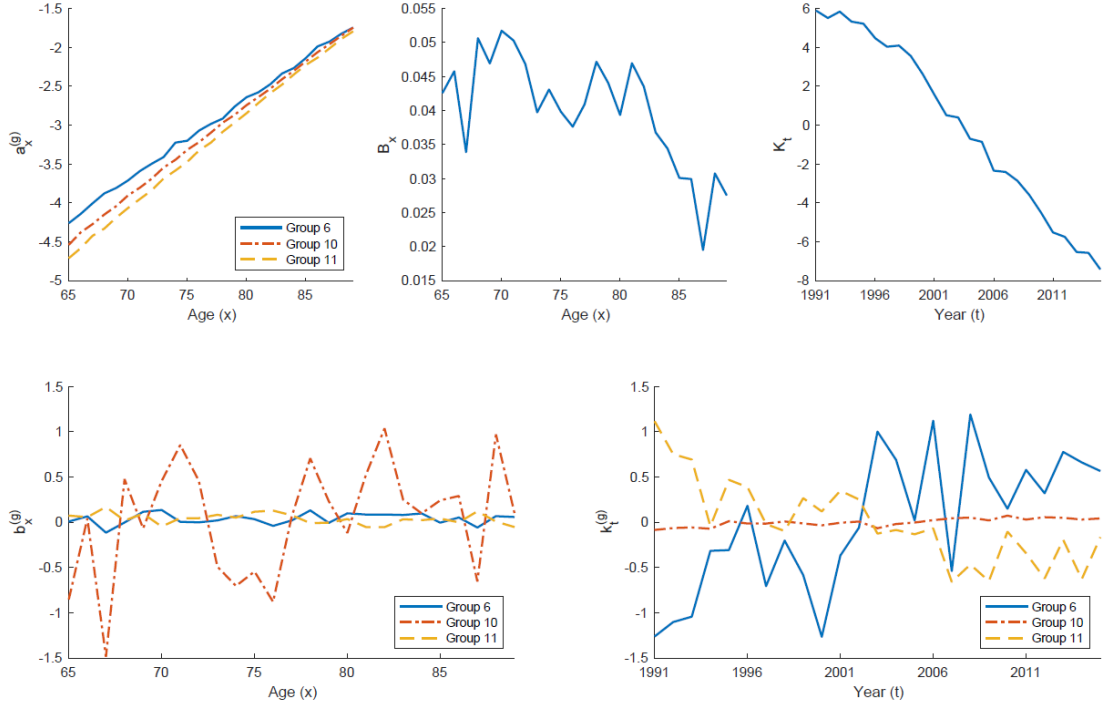 -1.5
-2
-2.5
-3
-3.5
-4
-4.5
-5
a_x^(g)
65 70 75 80 85
Age (x)
Group 6
Group 10
Group 11
0.055
0.05
0.045
0.04
0.035
0.03
0.025
0.02
0.015
B_x
65 70 75 80 85
Age (x)
6
4
2
0
-2
-4
-6
-8
K_t
1991 1996 2001 2006 2011
Year (t)
1.5
1
0.5
0
-0.5
-1
-1.5
b_x^(g)
65 70 75 80 85
Age (x)
Group 6
Group 10
Group 11
1.5
1
0.5
0
-0.5
-1
-1.5
k_t^(g)
1991 1996 2001 2006 2011
Year (t)
Group 6
Group 10
Group 11